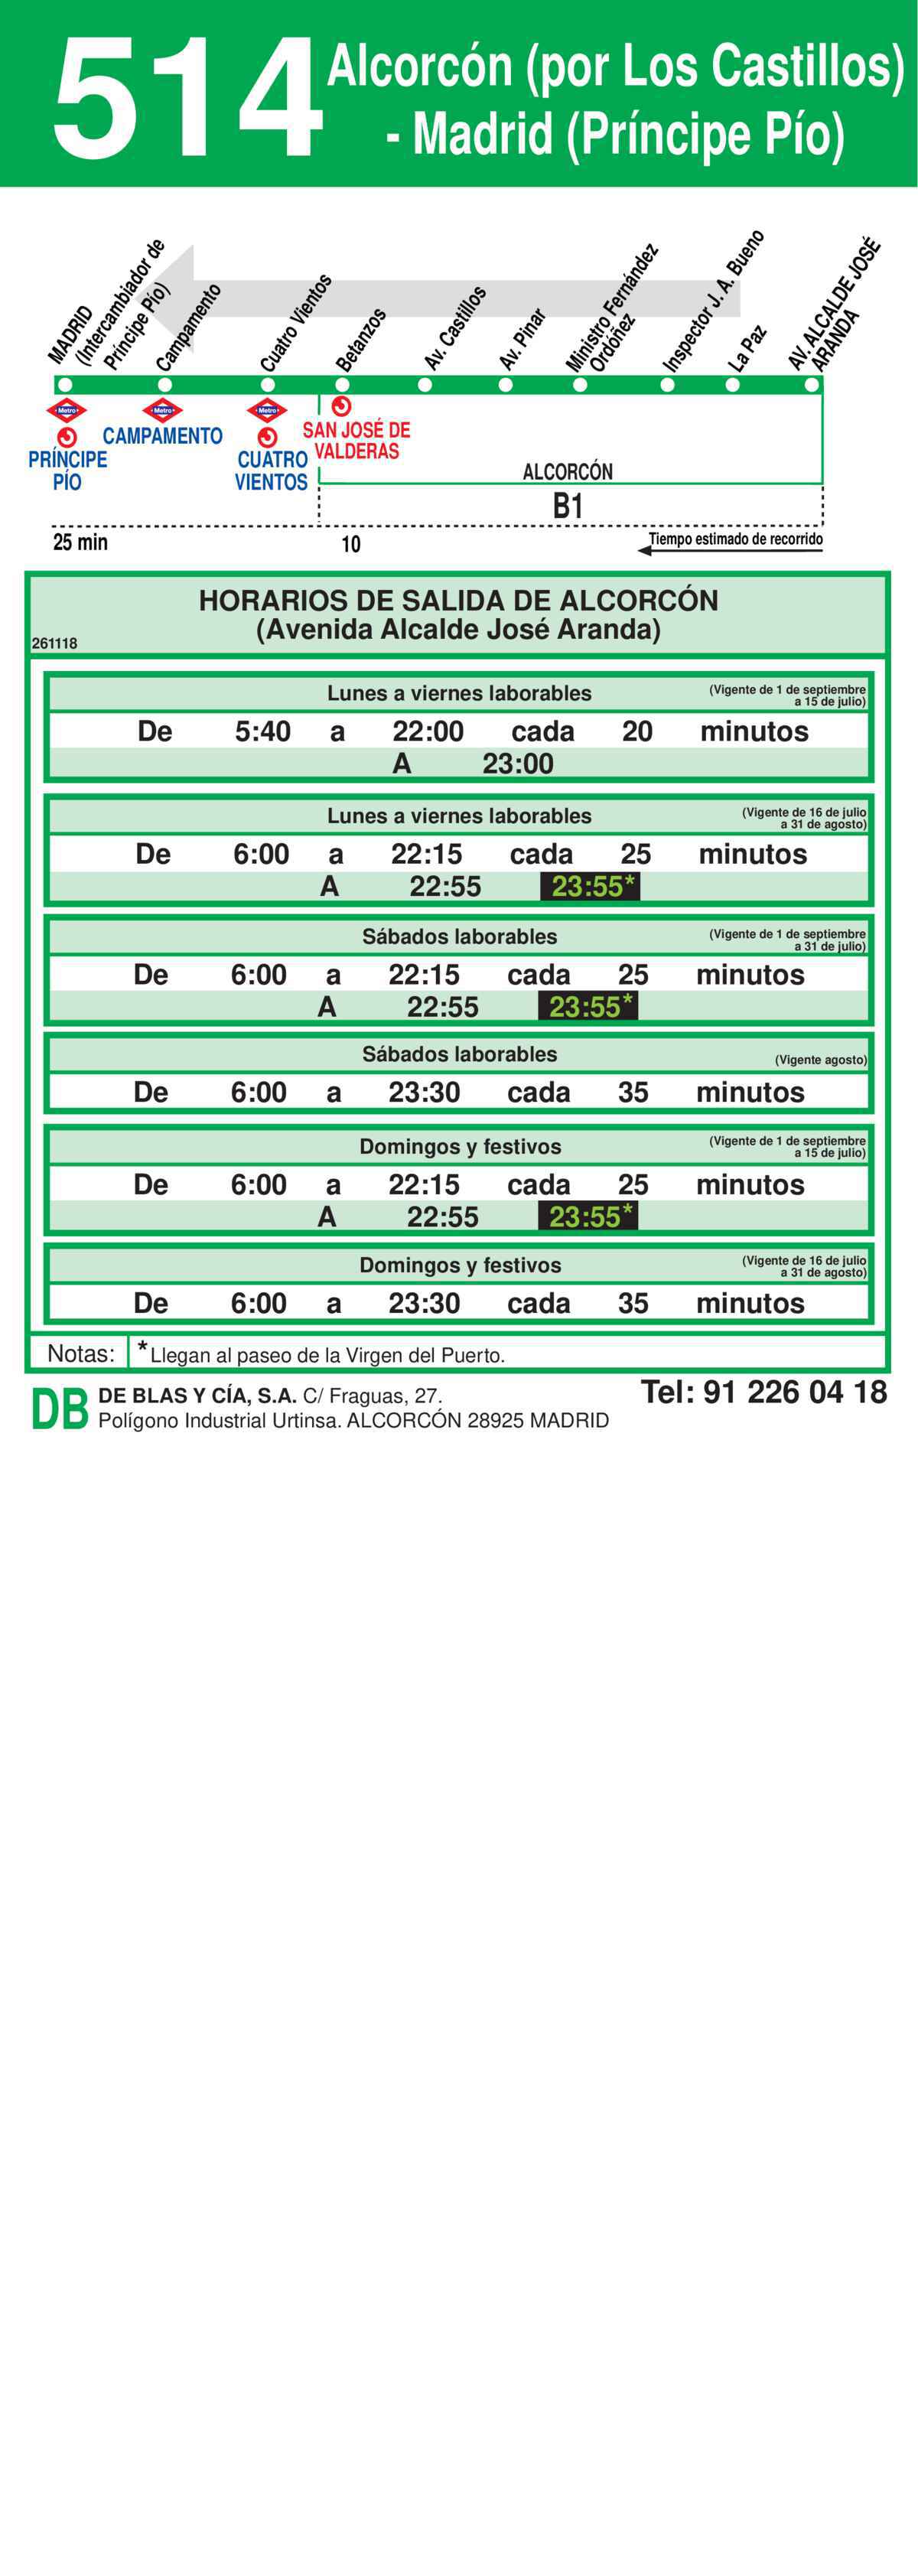 514
Alcorcón (por Los Castillos)
- Madrid (Príncipe Pío)
MADRID
(Intercambiador de
Príncipe Pío)
Campamento
Cuatro Vientos
Betanzos
Av. Castillos
Av. Pinar
Ministro Fernández
Ordóñez
Inspector J. A. Bueno
La Paz
AV. ALCALDE JOSÉ
ARANDA
Metro
Metro
Metro
PRÍNCIPE
PÍO
CAMPAMENTO
CUATRO
VIENTOS
SAN JOSÉ DE
VALDERAS
ALCORCÓN
B1
25 min
10
Tiempo estimado de recorrido
HORARIOS DE SALIDA DE ALCORCÓN
(Avenida Alcalde José Aranda)
261118
Lunes a viernes laborables
(Vigente de 1 de septiembre
a 15 de julio)
De 5:40 a 22:00 cada 20 minutos
A 23:00
Lunes a viernes laborables
(Vigente de 16 de julio
a 31 de agosto)
De 6:00 a 22:15 cada 25 minutos
A 22:55 23:55*
Sábados laborables
(Vigente de 1 de septiembre
a 31 de julio)
De 6:00 a 22:15 cada 25 minutos
A 22:55 23:55*
Sábados laborables
(Vigente agosto)
De 6:00 a 23:30 cada 35 minutos
Domingos y festivos
(Vigente de 1 de septiembre
a 15 de julio)
De 6:00 a 22:15 cada 25 minutos
A 22:55 23:55*
Domingos y festivos
(Vigente de 16 de julio
a 31 de agosto)
De 6:00 a 23:30 cada 35 minutos
Notas: *Llegan al paseo de la Virgen del Puerto.
DB
DE BLAS Y CÍA, S.A. C/ Fraguas, 27.
Polígono Industrial Urtinsa. ALCORCÓN 28925 MADRID
Tel: 91 226 04 18